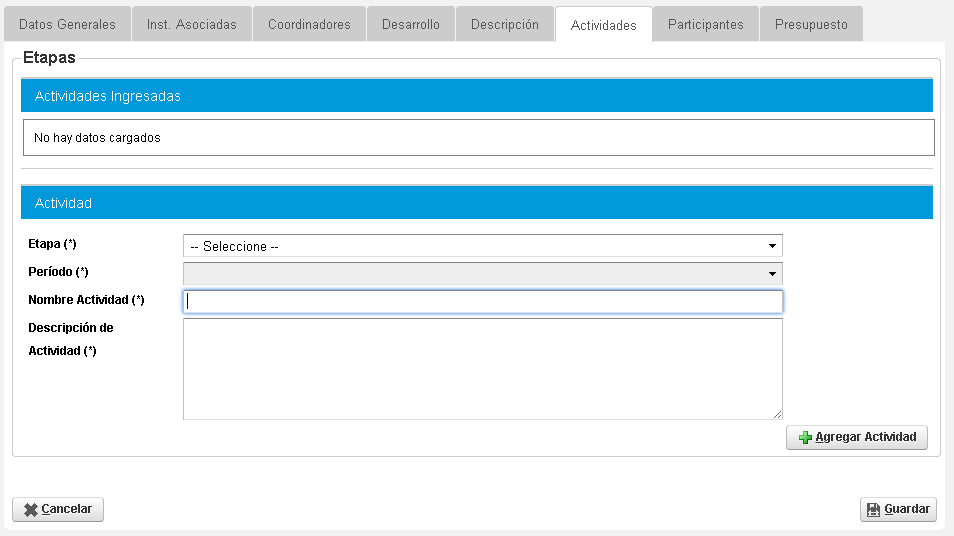 Datos Generales Inst. Asociadas Coordinadores Desarrollo Descripción Actividades Participantes Presupuesto
Etapas
Actividades Ingresadas
No hay datos cargados
Actividad
Etapa (*) -- Seleccione --
Período (*)
Nombre Actividad (*)
Descripción de
Actividad (*)
Agregar Actividad
Cancelar Guardar